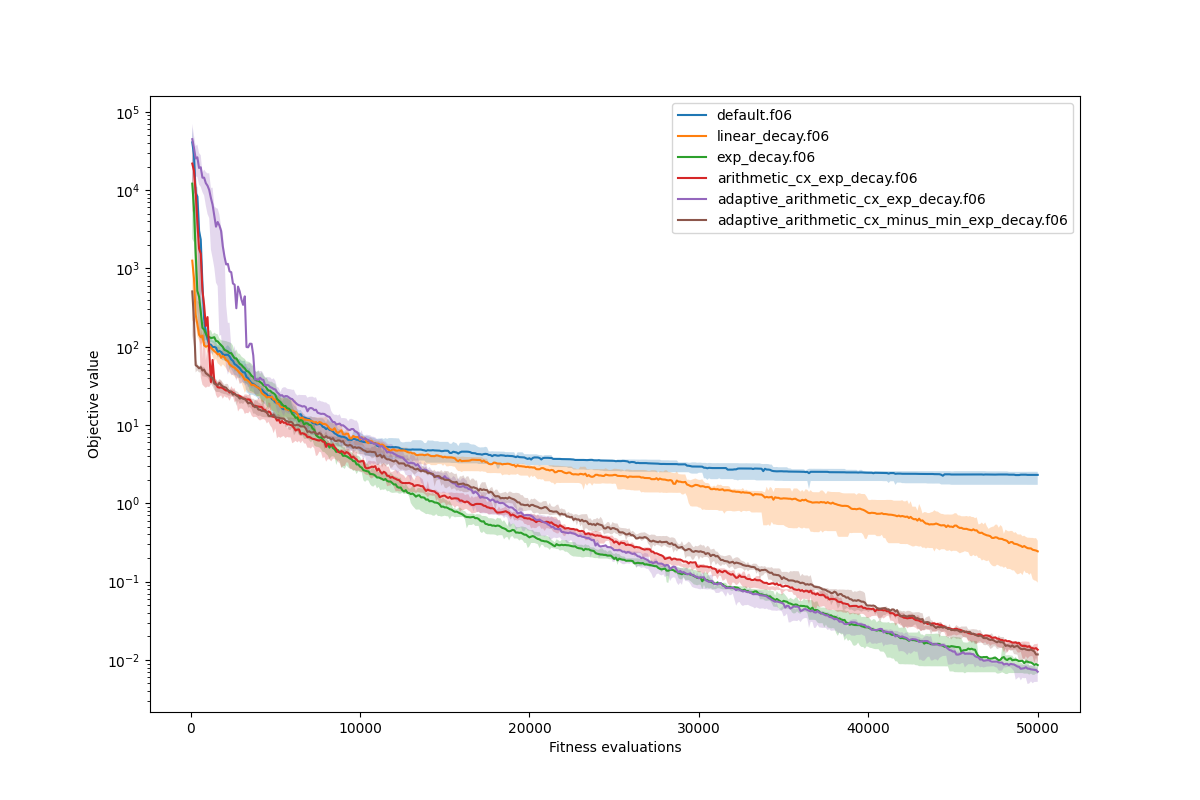 10^5
10^4
10^3
10^2
10^1
10^0
10^-1
10^-2
Objective value
default.f06
linear_decay.f06
exp_decay.f06
arithmetic_cx_exp_decay.f06
adaptive_arithmetic_cx_exp_decay.f06
adaptive_arithmetic_cx_minus_min_exp_decay.f06
0 10000 20000 30000 40000 50000
Fitness evaluations